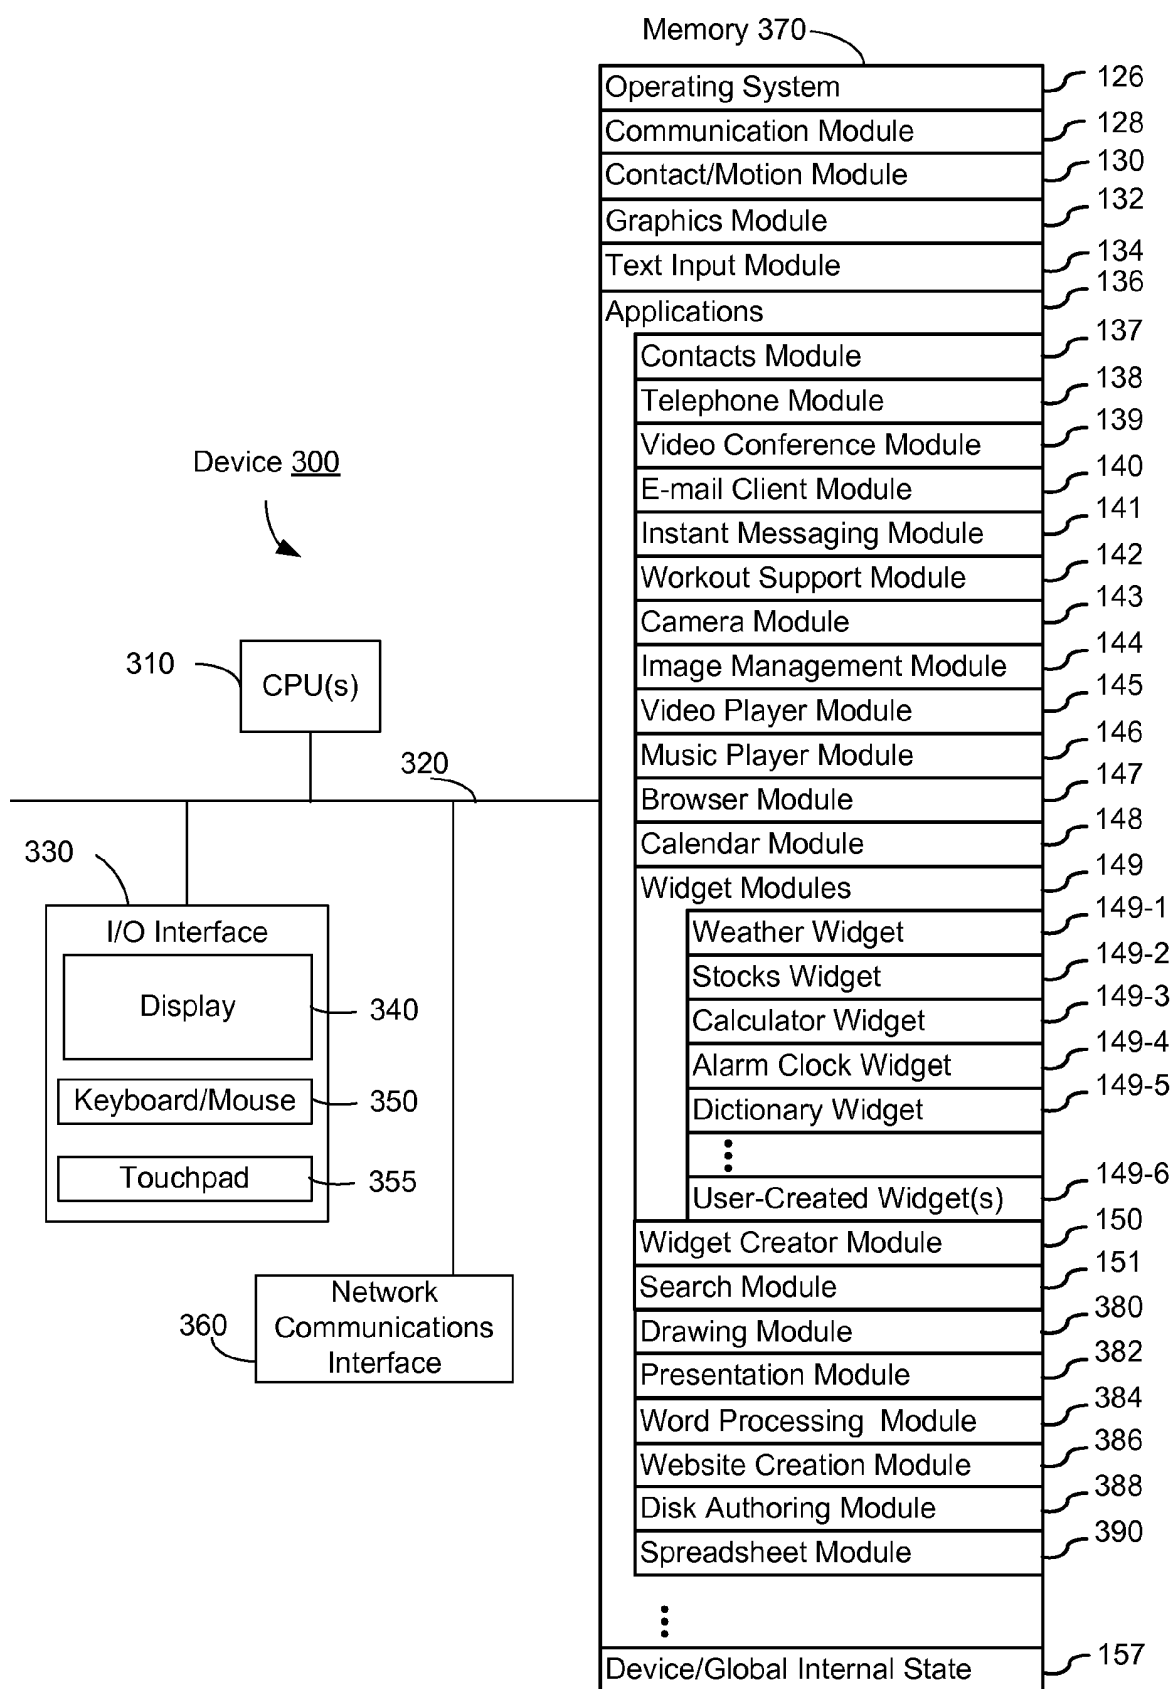 Memory 370
Operating System 126
Communication Module 128
Contact/Motion Module 130
Graphics Module 132
Text Input Module 134
Applications 136
Contacts Module 137
Telephone Module 138
Video Conference Module 139
E-mail Client Module 140
Instant Messaging Module 141
Workout Support Module 142
Camera Module 143
Image Management Module 144
Video Player Module 145
Music Player Module 146
Browser Module 147
Calendar Module 148
Widget Modules 149
Weather Widget 149-1
Stocks Widget 149-2
Calculator Widget 149-3
Alarm Clock Widget 149-4
Dictionary Widget 149-5
User-Created Widget(s) 149-6
Widget Creator Module 150
Search Module 151
Drawing Module 380
Presentation Module 382
Word Processing Module 384
Website Creation Module 386
Disk Authoring Module 388
Spreadsheet Module 390
Device/Global Internal State 157
Device 300
310
CPU(s)
320
330
I/O Interface
Display 340
Keyboard/Mouse 350
Touchpad 355
360
Network
Communications
Interface